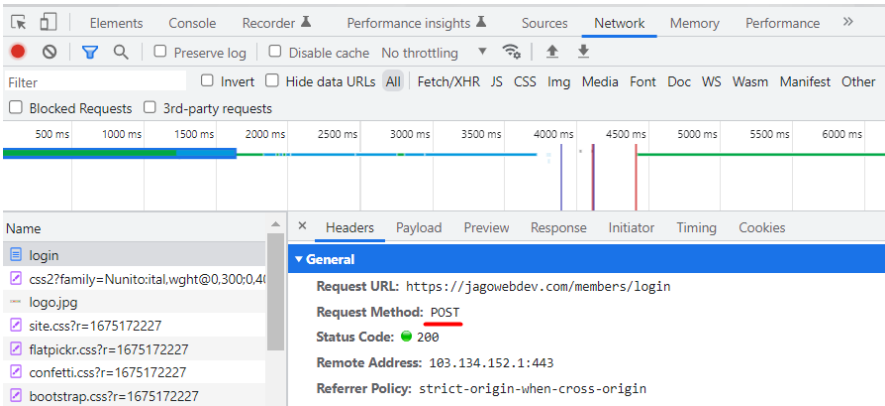 Elements Console Recorder Performance insights Sources Network Memory Performance »
Preserve log Disable cache No throttling
Filter Invert Hide data URLs All Fetch/XHR JS CSS Img Media Font Doc WS Wasm Manifest Other
Blocked Requests 3rd-party requests
500 ms 1000 ms 1500 ms 2000 ms 2500 ms 3000 ms 3500 ms 4000 ms 4500 ms 5000 ms 5500 ms 6000 ms
Name
× Headers Payload Preview Response Initiator Timing Cookies
login
css2?family=Nunito:ital,wght@0,300;0,40
logo.jpg
site.css?r=1675172227
flatpickr.css?r=1675172227
confetti.css?r=1675172227
bootstrap.css?r=1675172227
General
Request URL: https://jagowebdev.com/members/login
Request Method: POST
Status Code: 200
Remote Address: 103.134.152.1:443
Referrer Policy: strict-origin-when-cross-origin